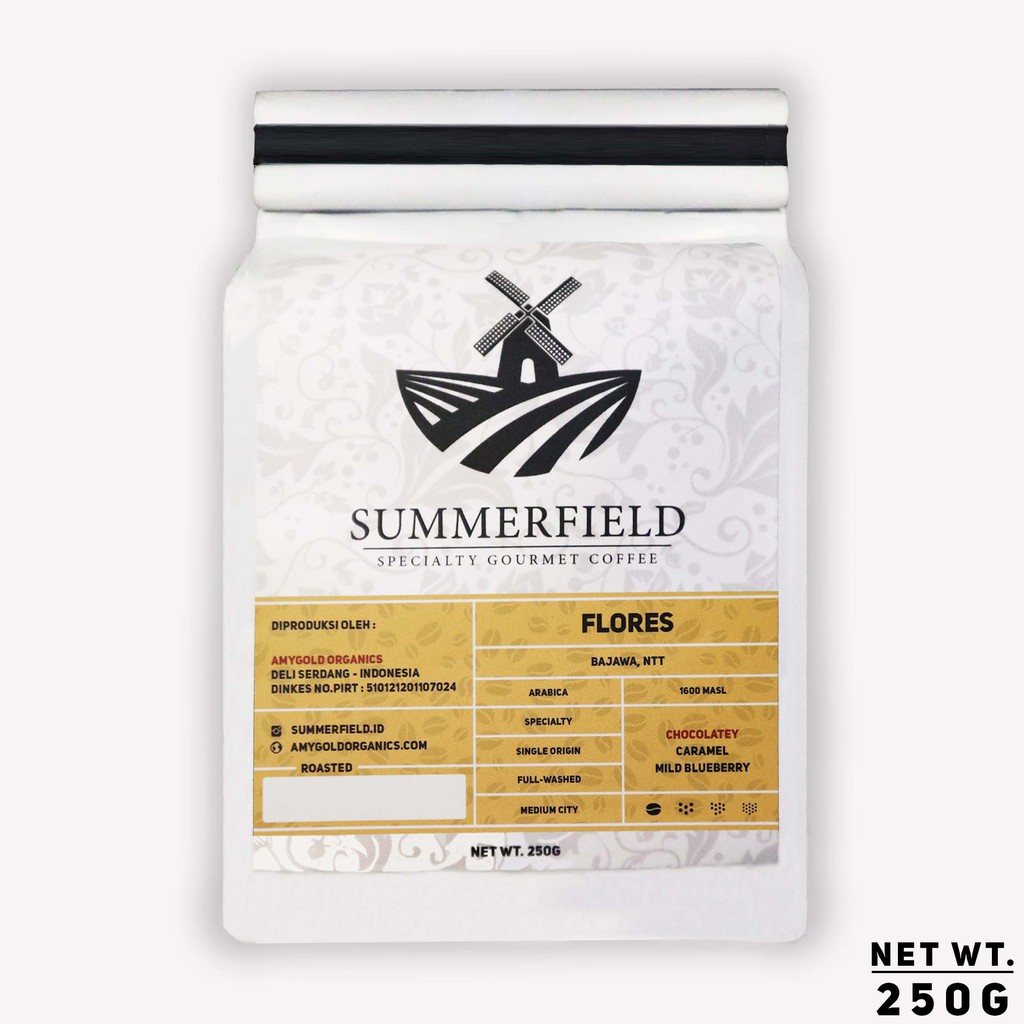 SUMMERFIELD
SPECIALTY GOURMET COFFEE
DIPRODUKSI OLEH :
AMYGOLD ORGANICS
DELI SERDANG - INDONESIA
DINKES NO.PIRT : 510121201107024
SUMMERFIELD.ID
AMYGOLDORGANICS.COM
ROASTED
FLORES
BAJAWA, NTT
ARABICA
SPECIALTY
SINGLE ORIGIN
FULL-WASHED
MEDIUM CITY
1600 MASL
CHOCOLATEY
CARAMEL
MILD BLUEBERRY
NET WT. 250G
NET WT.
250G